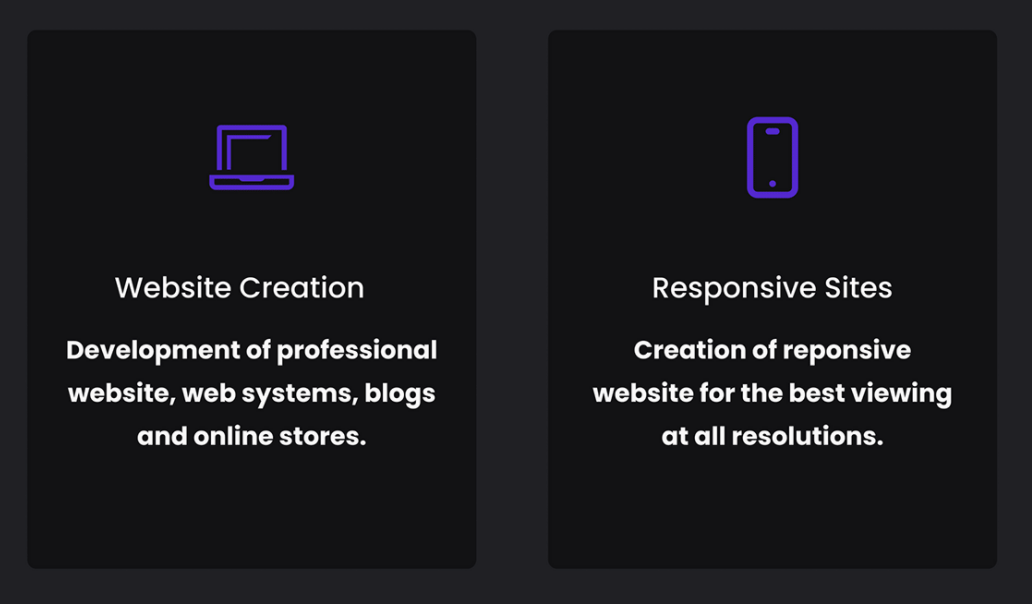 Website Creation
Development of professional
website, web systems, blogs
and online stores.
Responsive Sites
Creation of reponsive
website for the best viewing
at all resolutions.